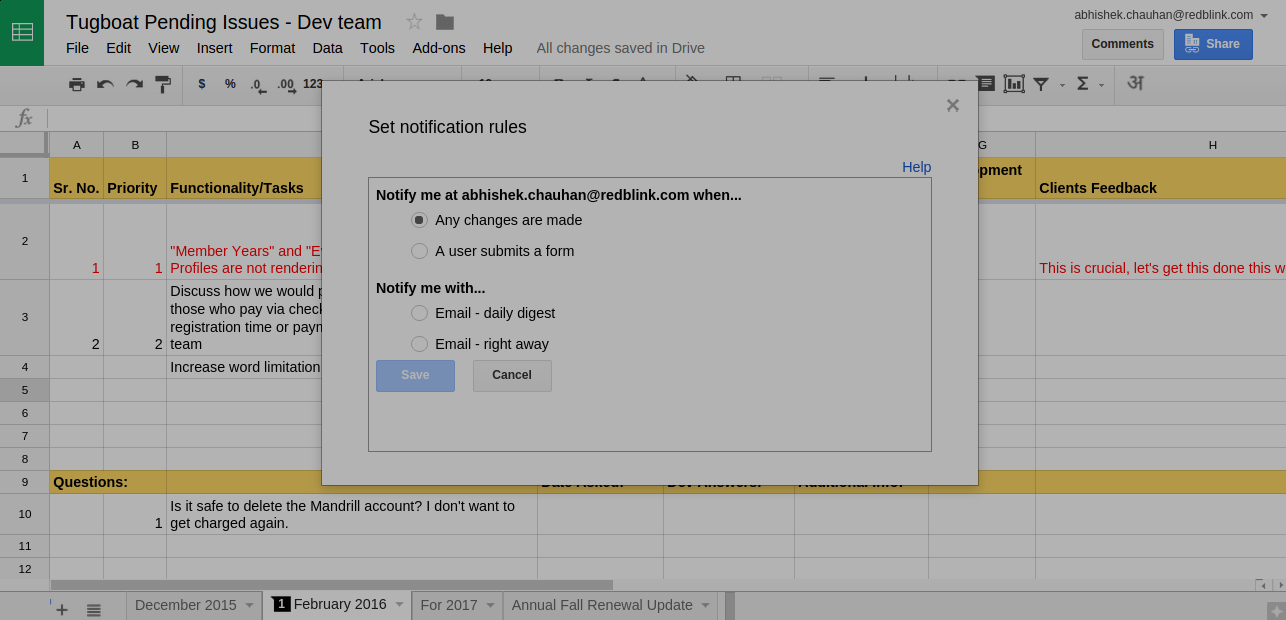 Tugboat Pending Issues - Dev team
abhishek.chauhan@redblink.com
File Edit View Insert Format Data Tools Add-ons Help All changes saved in Drive
Comments Share
$ % .0 .00 123
अ
fx
A B G H
1 Sr. No. Priority Functionality/Tasks Clients Feedback
2 1 1 "Member Years" and
Profiles are not This is crucial, let's get this done this
3 2 2 Discuss how we would
those who pay via
registration time or
team
4 Increase word limitation
5
6
7
8
9 Questions: Date Asked: Dev Answers: Additional Info:
10 1 Is it safe to delete the Mandrill account? I don't want to
get charged again.
11
12
Set notification rules
Help
Notify me at abhishek.chauhan@redblink.com when...
Any changes are made
A user submits a form
Notify me with...
Email - daily digest
Email - right away
Save Cancel
December 2015 1 February 2016 For 2017 Annual Fall Renewal Update